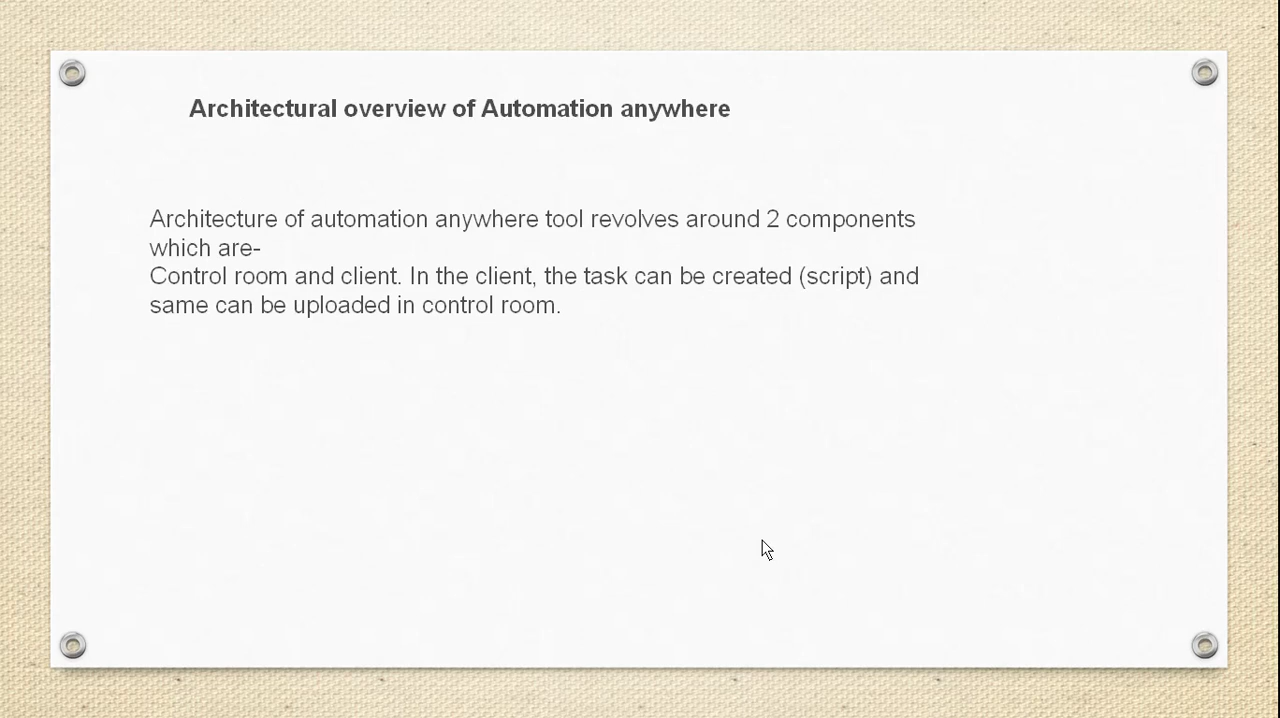 Architectural overview of Automation anywhere
Architecture of automation anywhere tool revolves around 2 components
which are-
Control room and client. In the client, the task can be created (script) and
same can be uploaded in control room.